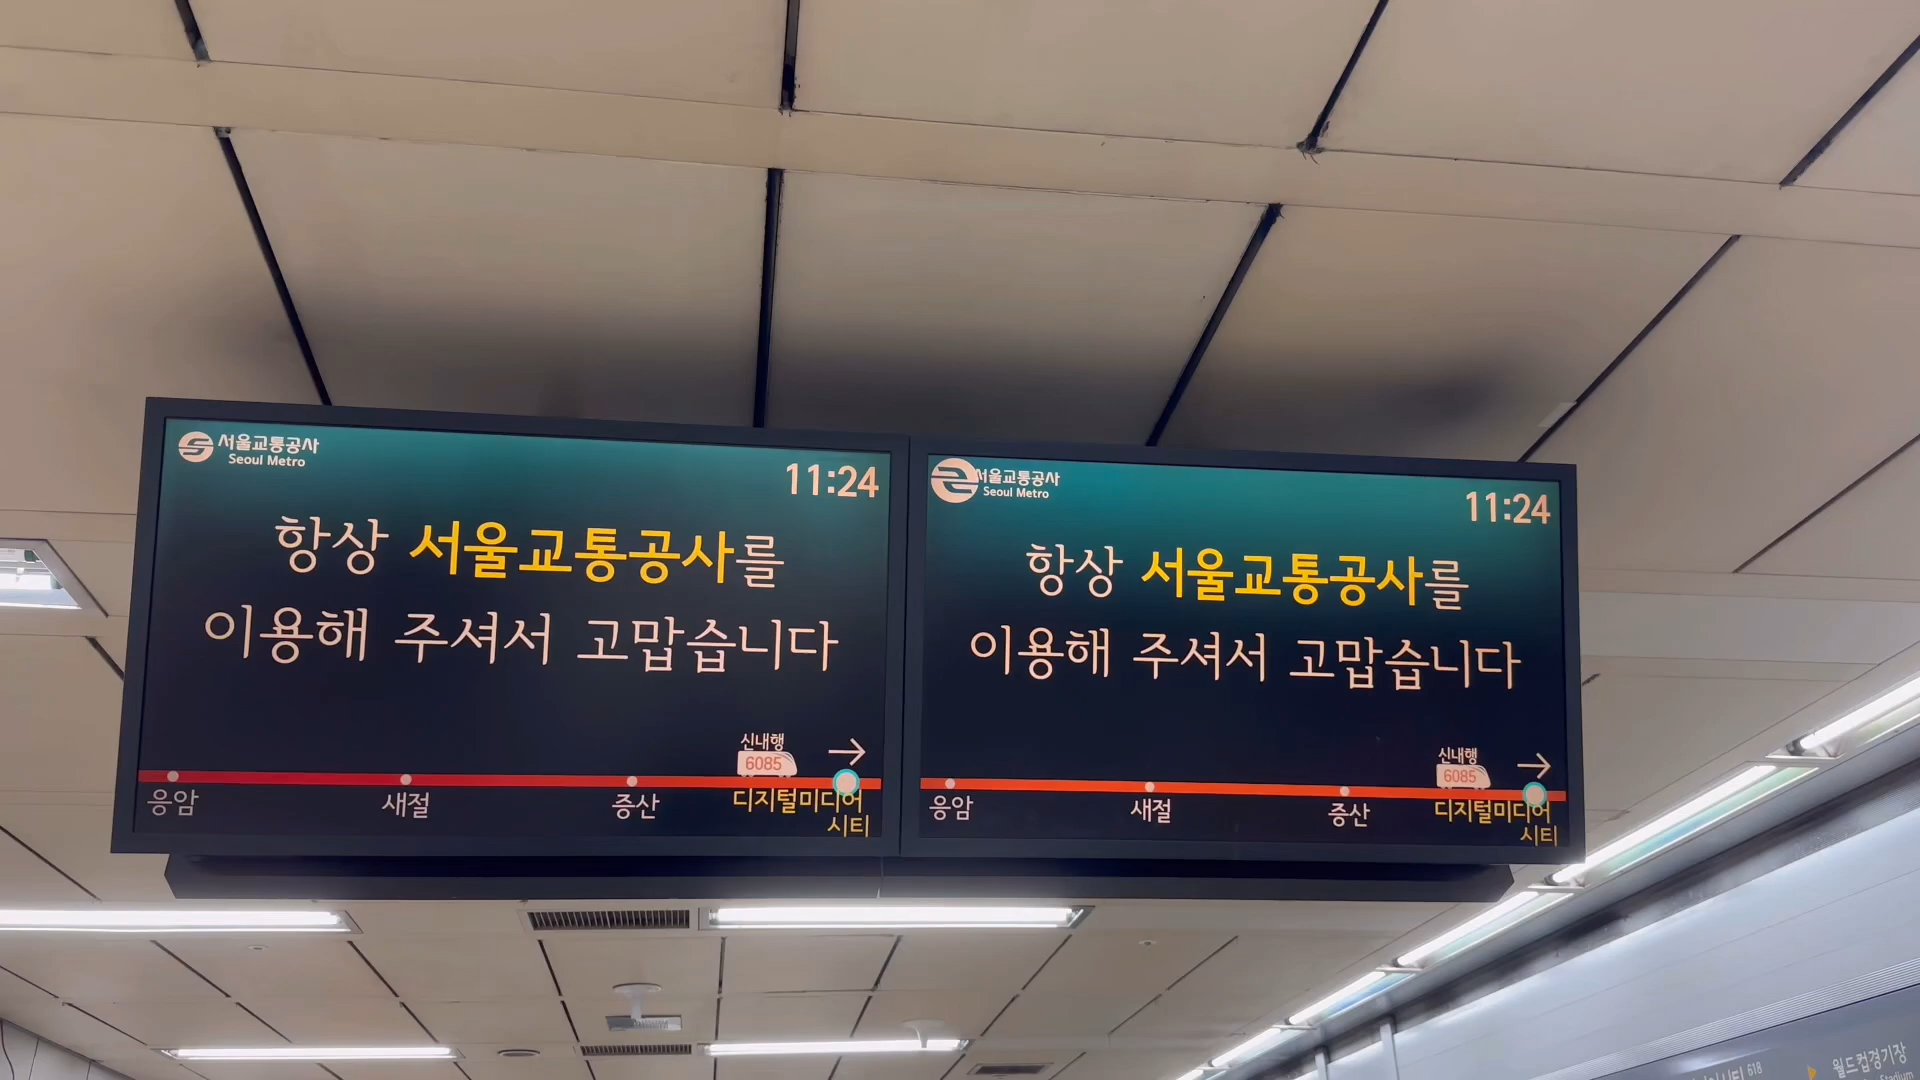 서울교통공사
Seoul Metro
11:24
항상 서울교통공사를
이용해 주셔서 고맙습니다
신내행
6085
응암
새절
증산
디지털미디어
시티
서울교통공사
Seoul Metro
11:24
항상 서울교통공사를
이용해 주셔서 고맙습니다
신내행
6085
응암
새절
증산
디지털미디어
시티
618
월드컵경기장
Stadium